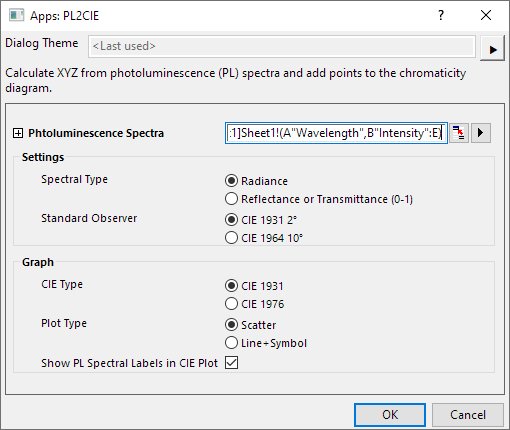 Apps: PL2CIE
Dialog Theme <Last used>
Calculate XYZ from photoluminescence (PL) spectra and add points to the chromaticity
diagram.
Phtoluminescence Spectra :1]Sheet1!(A"Wavelength",B"Intensity":E)
Settings
Spectral Type Radiance
Reflectance or Transmittance (0-1)
Standard Observer CIE 1931 2°
CIE 1964 10°
Graph
CIE Type CIE 1931
CIE 1976
Plot Type Scatter
Line+Symbol
Show PL Spectral Labels in CIE Plot
OK Cancel